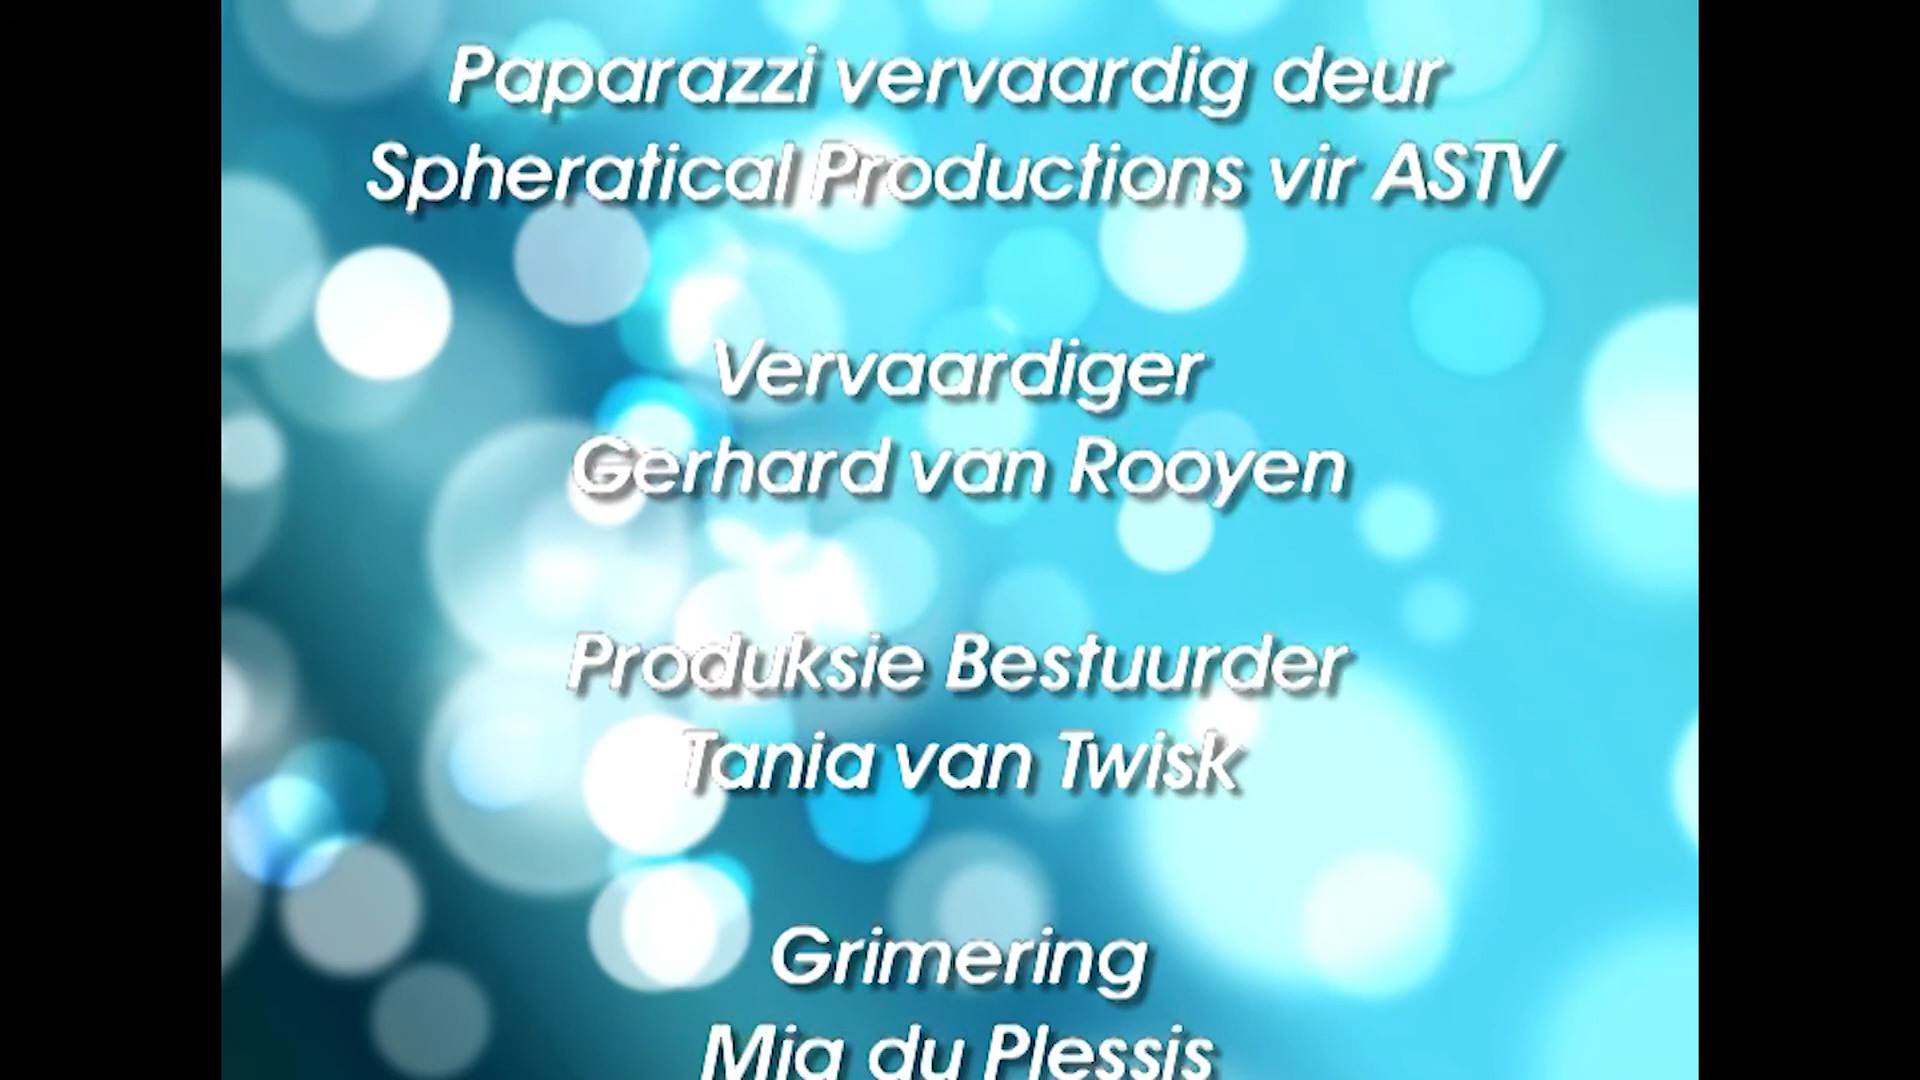 Paparazzi vervaardig deur
Spheratical Productions vir ASTV
Vervaardiger
Gerhard van Rooyen
Produksie Bestuurder
Tania van Twisk
Grimering
Mia du Plessis